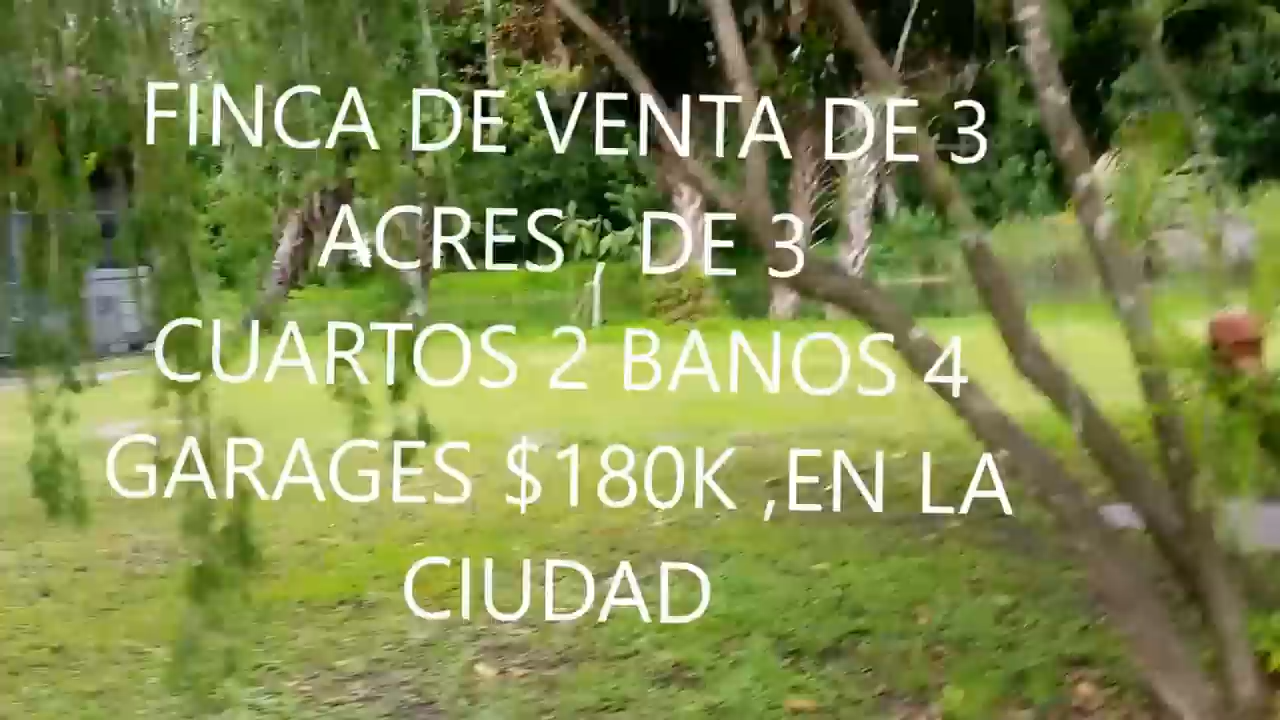 FINCA DE VENTA DE 3
ACRES , DE 3
CUARTOS 2 BANOS 4
GARAGES $180K ,EN LA
CIUDAD